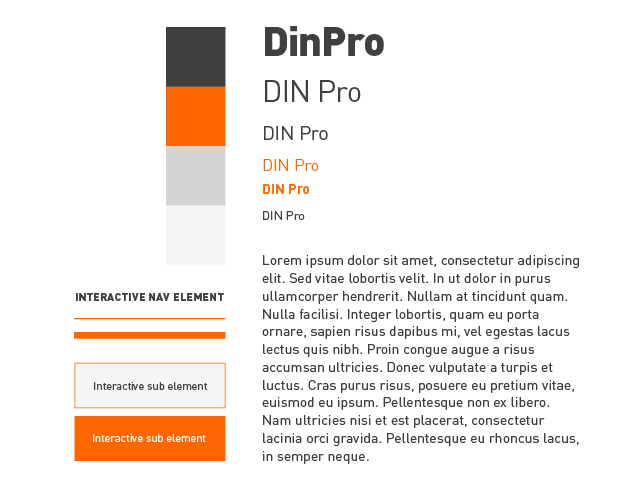 DinPro
DIN Pro
DIN Pro
DIN Pro
DIN Pro
DIN Pro
INTERACTIVE NAV ELEMENT
Interactive sub element
Interactive sub element
Lorem ipsum dolor sit amet, consectetur adipiscing
elit. Sed vitae lobortis velit. In ut dolor in purus
ullamcorper hendrerit. Nullam at tincidunt quam.
Nulla facilisi. Integer lobortis, quam eu porta
ornare, sapien risus dapibus mi, vel egestas lacus
lectus quis nibh. Proin congue augue a risus
accumsan ultricies. Donec vulputate a turpis et
luctus. Cras purus risus, posuere eu pretium vitae,
euismod eu ipsum. Pellentesque non ex libero.
Nam ultricies nisi et est placerat, consectetur
lacinia orci gravida. Pellentesque eu rhoncus lacus,
in semper neque.